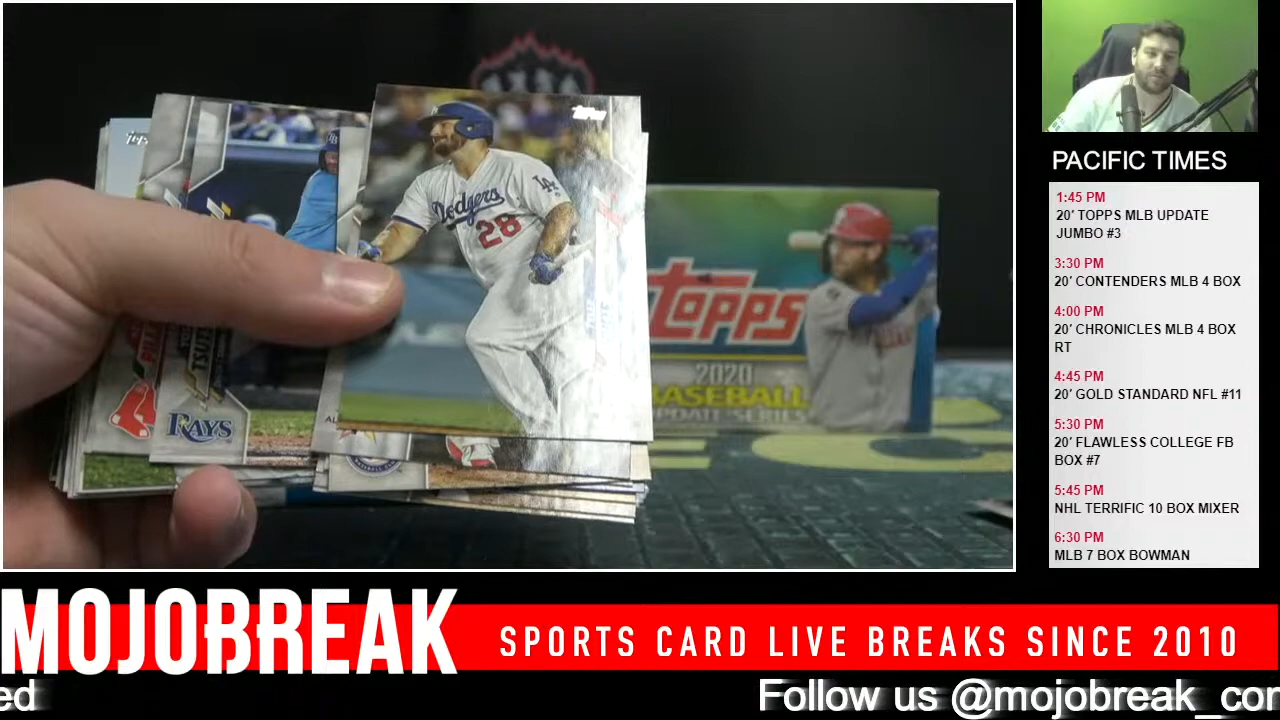 PACIFIC TIMES
1:45 PM
20' TOPPS MLB UPDATE
JUMBO #3
3:30 PM
20' CONTENDERS MLB 4 BOX
4:00 PM
20' CHRONICLES MLB 4 BOX
RT
4:45 PM
20' GOLD STANDARD NFL #11
5:30 PM
20' FLAWLESS COLLEGE FB
BOX #7
5:45 PM
NHL TERRIFIC 10 BOX MIXER
6:30 PM
MLB 7 BOX BOWMAN
topps
Dodgers
28
LA
RAYS
topps
2020
BASEBALL
UPDATE SERIES
MOJOBREAK
SPORTS CARD LIVE BREAKS SINCE 2010
ed
Follow us @mojobreak_co